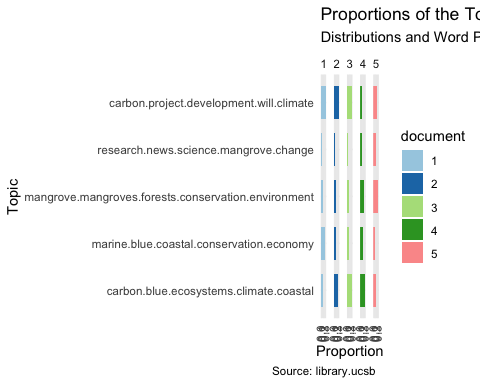 Proportions of the To
Distributions and Word P
1 2 3 4 5
carbon.project.development.will.climate
research.news.science.mangrove.change
mangrove.mangroves.forests.conservation.environment
marine.blue.coastal.conservation.economy
carbon.blue.ecosystems.climate.coastal
Topic
Proportion
document
1
2
3
4
5
Source: library.ucsb